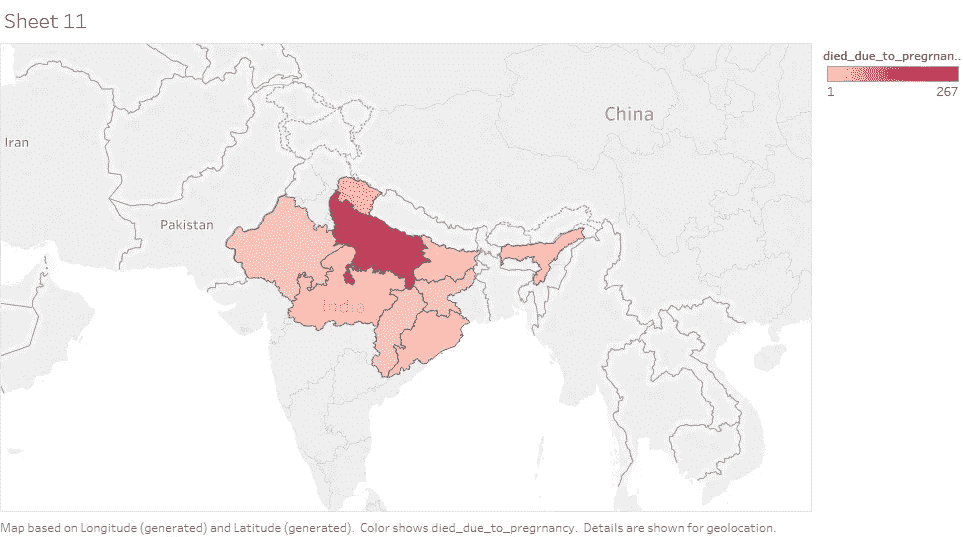 Sheet 11
died_due_to_pregrnan..
1 267
China
Iran
Pakistan
India
Map based on Longitude (generated) and Latitude (generated). Color shows died_due_to_pregrnancy. Details are shown for geolocation.